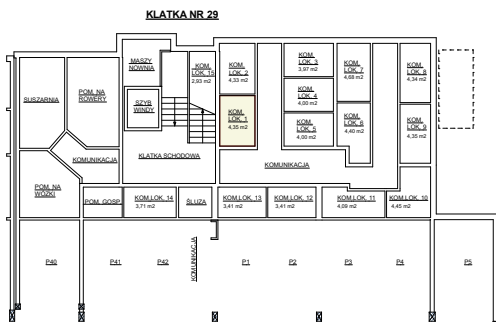 KLATKA NR 29
MASZY
NOWNIA
KOM.
LOK. 15
2,93 m2
KOM.
LOK. 2
4,33 m2
KOM.
LOK. 3
3,97 m2
KOM.
LOK. 7
4,68 m2
KOM.
LOK. 8
4,34 m2
SUSZARNIA
POM. NA
ROWERY
SZYB
WINDY
KOM.
LOK. 1
4,35 m2
KOM.
LOK. 4
4,00 m2
KOM.
LOK. 5
4,00 m2
KOM.
LOK. 6
4,40 m2
KOM.
LOK. 9
4,35 m2
KOMUNIKACJA
KLATKA SCHODOWA
KOMUNIKACJA
POM. NA
WÓZKI
POM. GOSP.
KOM.LOK. 14
3,71 m2
ŚLUZA
KOM.LOK. 13
3,41 m2
KOM.LOK. 12
3,41 m2
KOM.LOK. 11
4,09 m2
KOM.LOK. 10
4,45 m2
P40
P41
P42
KOMUNIKACJA
P1
P2
P3
P4
P5